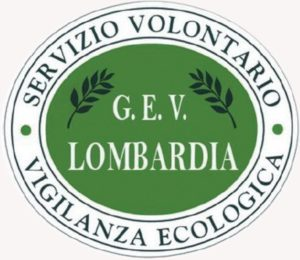 SERVIZIO VOLONTARIO
G. E. V.
LOMBARDIA
VIGILANZA ECOLOGICA